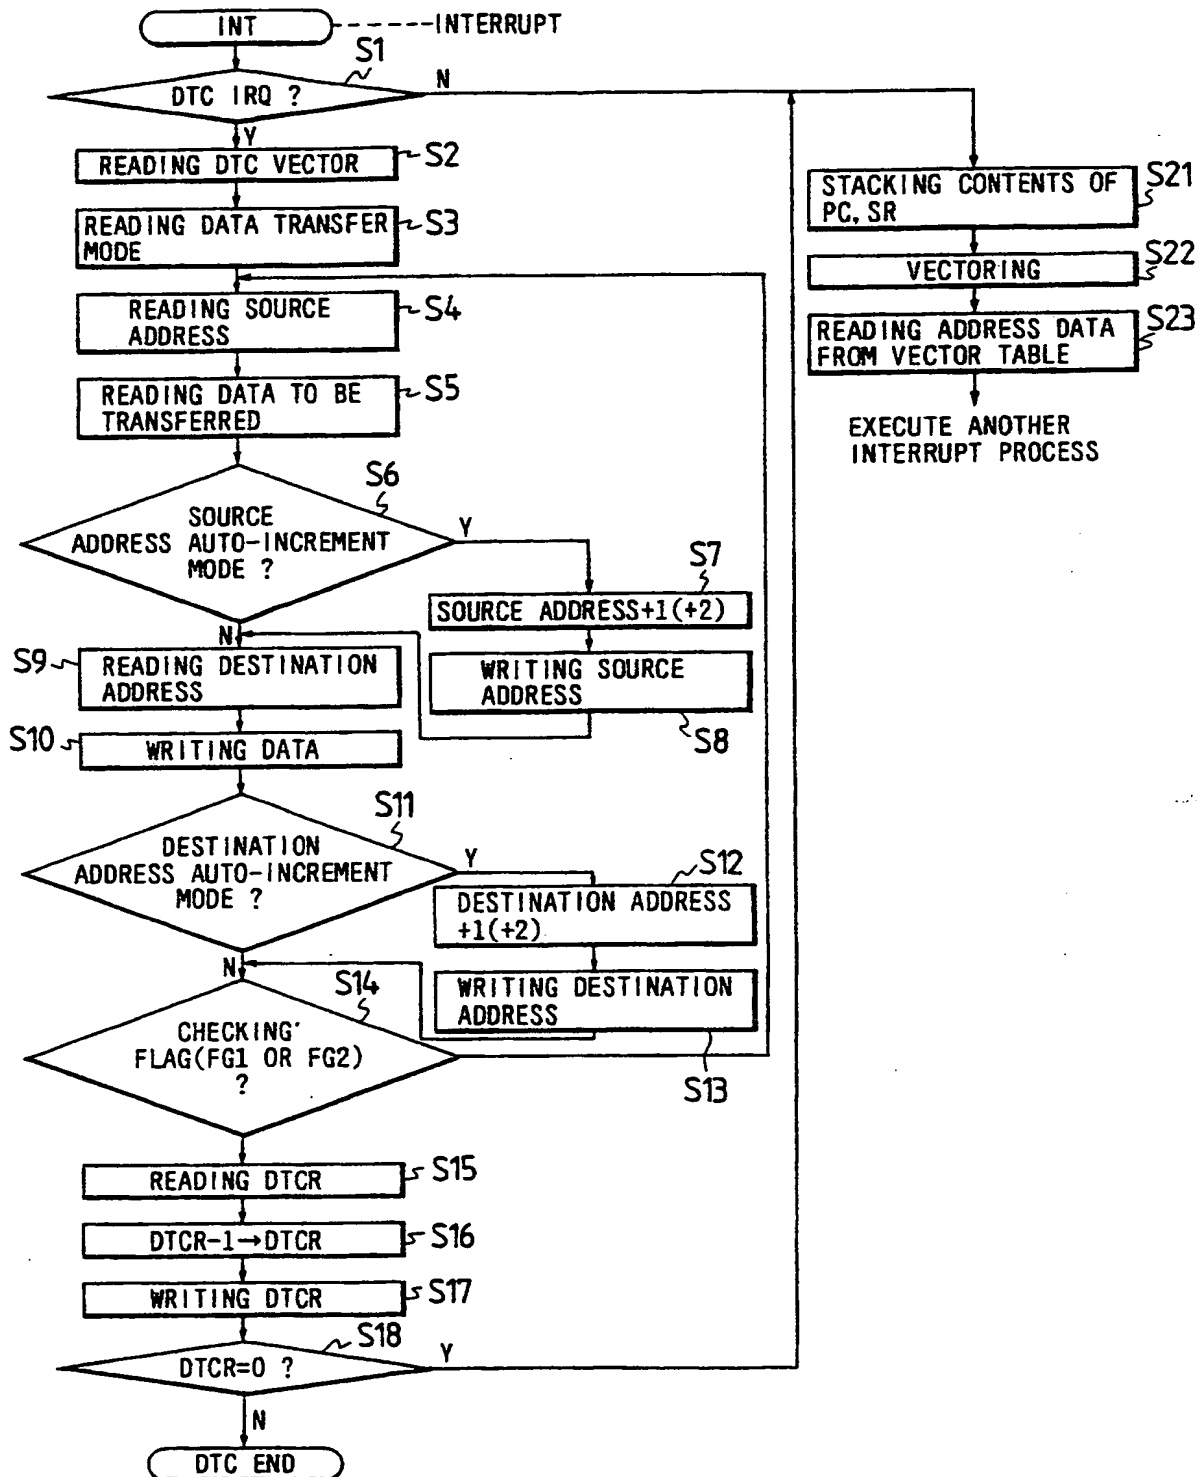 INT
INTERRUPT
S1
DTC IRQ ?
N
Y
READING DTC VECTOR
S2
READING DATA TRANSFER
MODE
S3
READING SOURCE
ADDRESS
S4
READING DATA TO BE
TRANSFERRED
S5
S6
SOURCE
ADDRESS AUTO-INCREMENT
MODE ?
Y
N
S7
SOURCE ADDRESS+1(+2)
WRITING SOURCE
ADDRESS
S8
S9
READING DESTINATION
ADDRESS
S10
WRITING DATA
S11
DESTINATION
ADDRESS AUTO-INCREMENT
MODE ?
Y
N
S12
DESTINATION ADDRESS
+1(+2)
WRITING DESTINATION
ADDRESS
S13
S14
CHECKING
FLAG(FG1 OR FG2)
?
READING DTCR
S15
DTCR-1→DTCR
S16
WRITING DTCR
S17
S18
DTCR=0 ?
Y
N
DTC END
STACKING CONTENTS OF
PC,SR
S21
VECTORING
S22
READING ADDRESS DATA
FROM VECTOR TABLE
S23
EXECUTE ANOTHER
INTERRUPT PROCESS